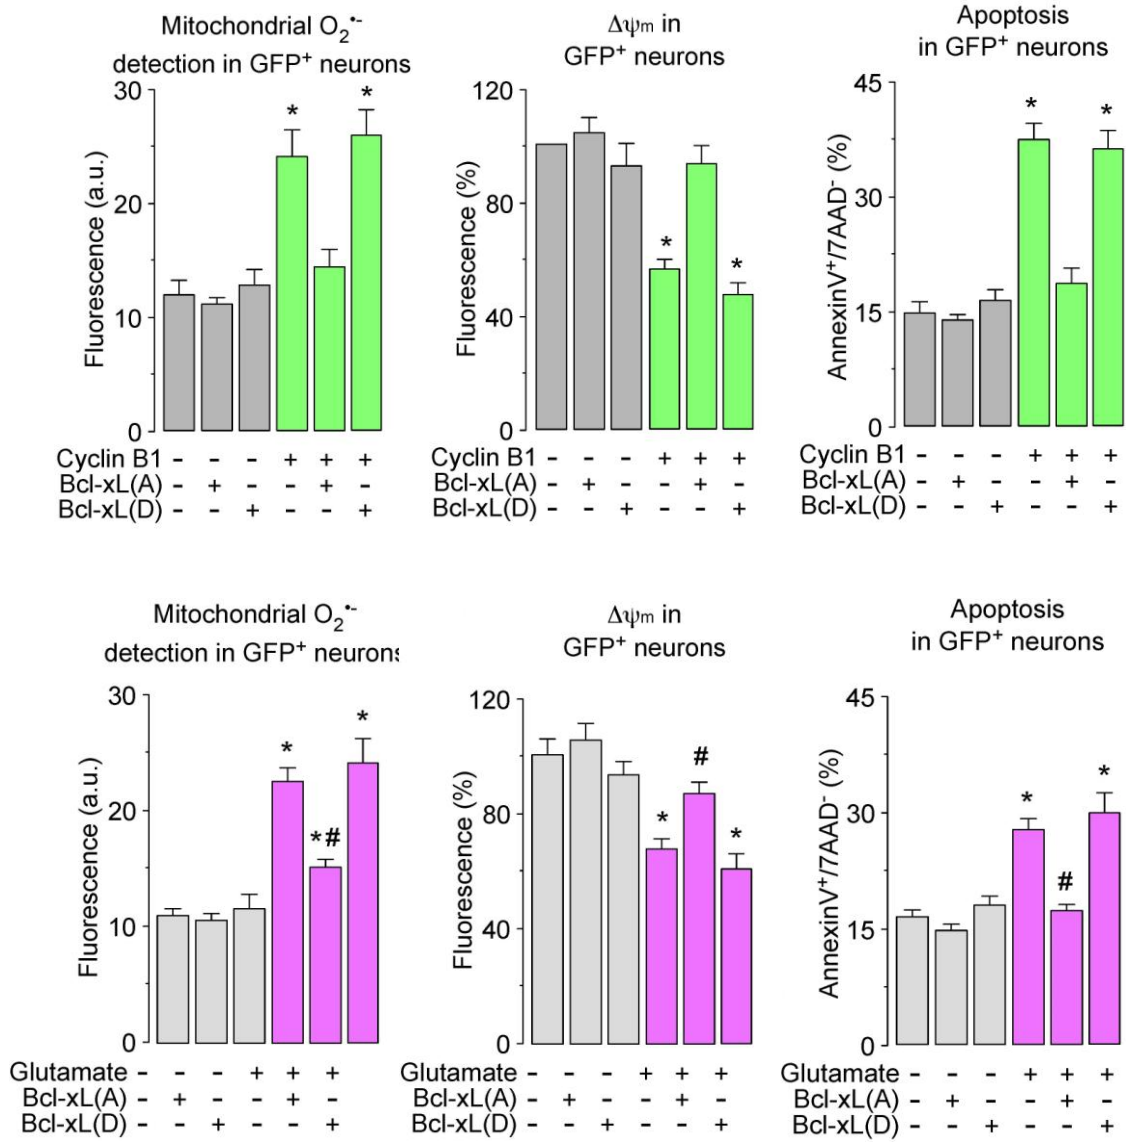 Mitochondrial O₂•-
detection in GFP⁺ neurons
30
20
10
0
Fluorescence (a.u.)
* *
Cyclin B1 - - - + + +
Bcl-xL(A) - + - - + -
Bcl-xL(D) - - + - - +
Δψm in
GFP⁺ neurons
120
80
40
0
Fluorescence (%)
* *
Cyclin B1 - - - + + +
Bcl-xL(A) - + - - + -
Bcl-xL(D) - - + - - +
Apoptosis
in GFP⁺ neurons
45
30
15
0
AnnexinV⁺/7AAD⁻ (%)
* *
Cyclin B1 - - - + + +
Bcl-xL(A) - + - - + -
Bcl-xL(D) - - + - - +
Mitochondrial O₂•-
detection in GFP⁺ neurons
30
20
10
0
Fluorescence (a.u.)
* *# *
Glutamate - - - + + +
Bcl-xL(A) - + - - + -
Bcl-xL(D) - - + - - +
Δψm in
GFP⁺ neurons
120
80
40
0
Fluorescence (%)
* # *
Glutamate - - - + + +
Bcl-xL(A) - + - - + -
Bcl-xL(D) - - + - - +
Apoptosis
in GFP⁺ neurons
45
30
15
0
AnnexinV⁺/7AAD⁻ (%)
* # *
Glutamate - - - + + +
Bcl-xL(A) - + - - + -
Bcl-xL(D) - - + - - +